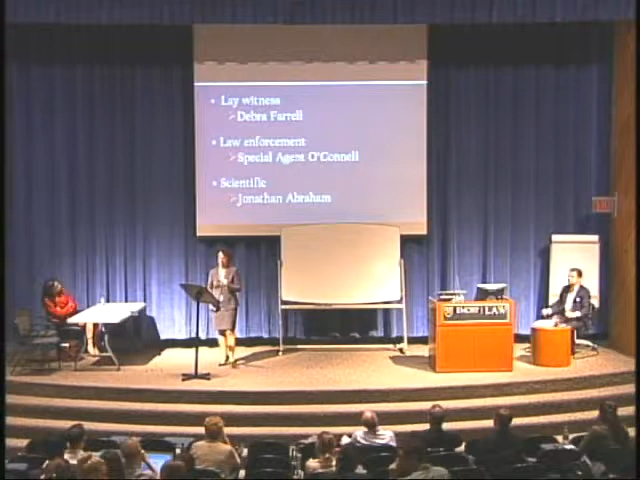 • Lay witness
➢Debra Farrell
• Law enforcement
➢Special Agent O'Connell
• Scientific
➢Jonathan Abraham
EMORY | LAW